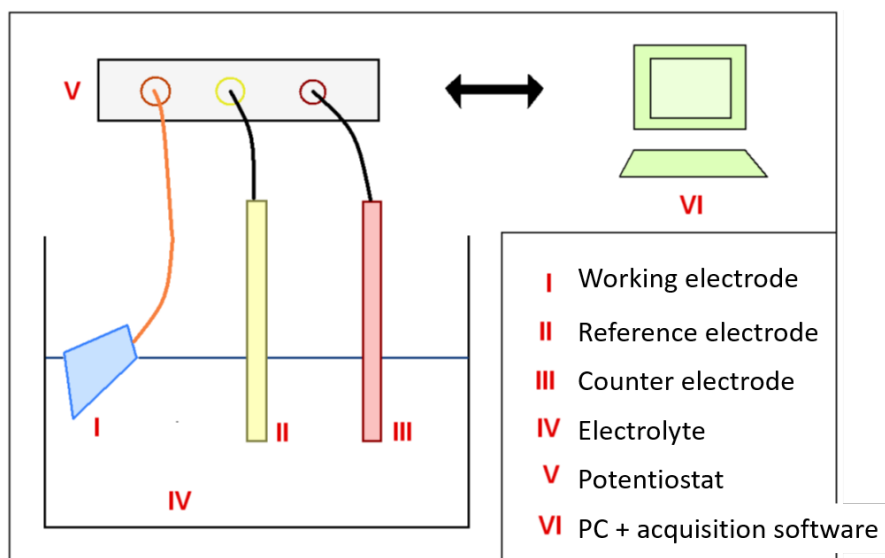 V
VI
I
II
III
IV
I Working electrode
II Reference electrode
III Counter electrode
IV Electrolyte
V Potentiostat
VI PC + acquisition software